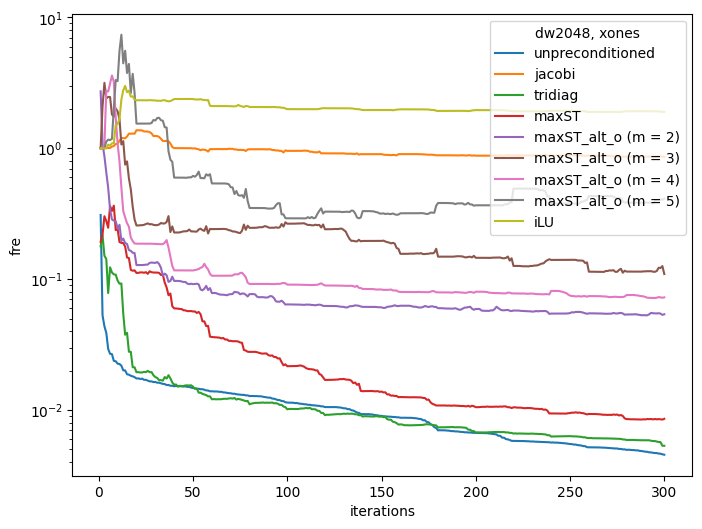 dw2048, xones
unpreconditioned
jacobi
tridiag
maxST
maxST_alt_o (m = 2)
maxST_alt_o (m = 3)
maxST_alt_o (m = 4)
maxST_alt_o (m = 5)
iLU
10¹
10⁰
10⁻¹
10⁻²
fre
0 50 100 150 200 250 300
iterations